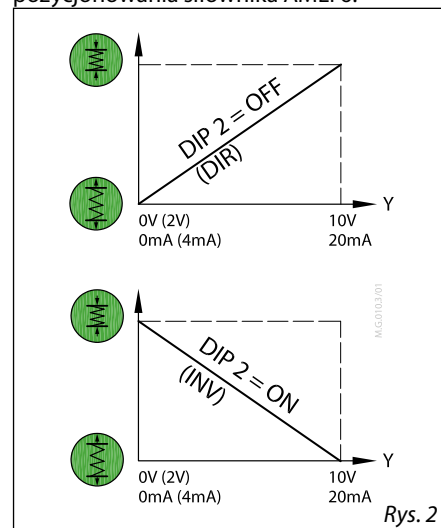 pozycjonowania siłownika AME/6.
DIP 2 = OFF
(DIR)
Y
0V (2V) 10V
0mA (4mA) 20mA
M.G.010.3/01
DIP 2 = ON
(INV)
Y
0V (2V) 10V
0mA (4mA) 20mA
Rys. 2